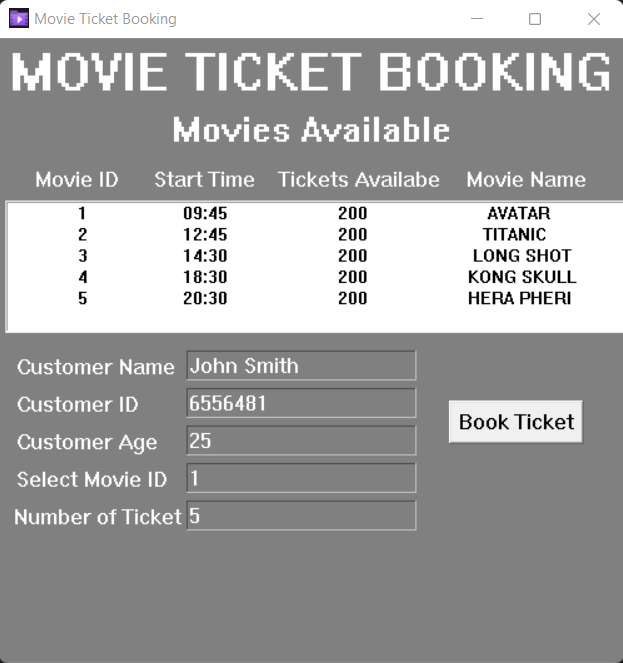 Movie Ticket Booking
MOVIE TICKET BOOKING
Movies Available
Movie ID Start Time Tickets Availabe Movie Name
1 09:45 200 AVATAR
2 12:45 200 TITANIC
3 14:30 200 LONG SHOT
4 18:30 200 KONG SKULL
5 20:30 200 HERA PHERI
Customer Name John Smith
Customer ID 6556481
Customer Age 25
Select Movie ID 1
Number of Ticket 5
Book Ticket